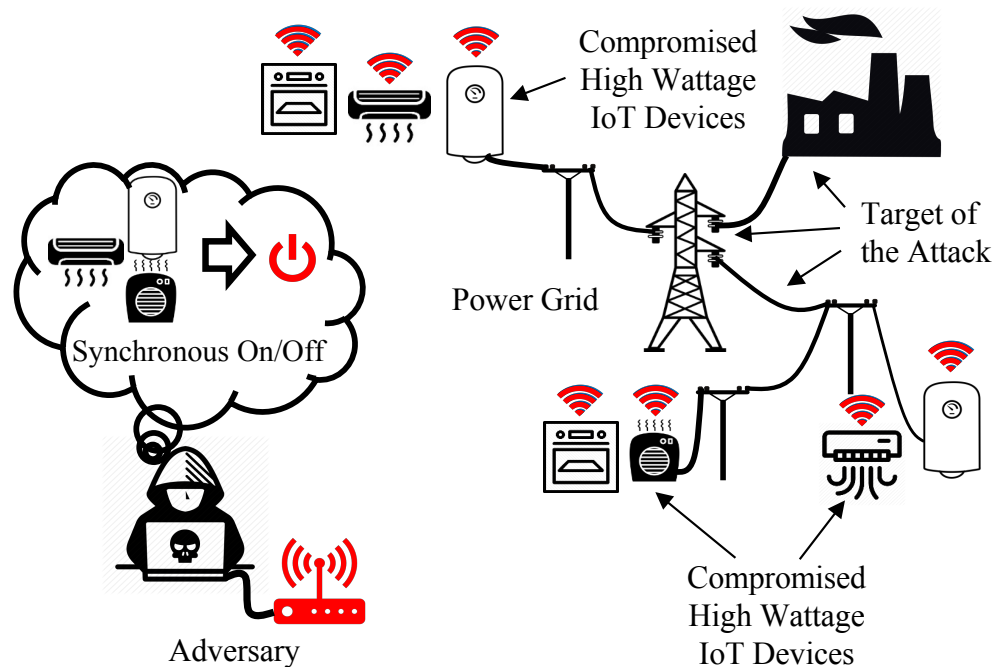 Compromised
High Wattage
IoT Devices
Target of
the Attack
Power Grid
Synchronous On/Off
Compromised
High Wattage
IoT Devices
Adversary